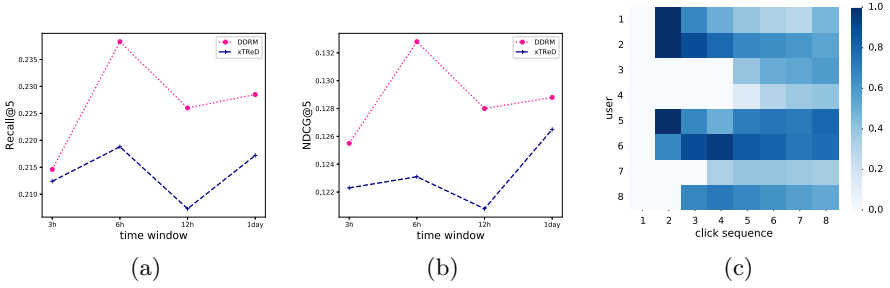 DDRM
xTReD
0.235
0.230
0.225
0.220
0.215
0.210
Recall@5
3h
6h
12h
1day
time window
(a)
DDRM
xTReD
0.132
0.130
0.128
0.126
0.124
0.122
NDCG@5
3h
6h
12h
1day
time window
(b)
user
1
2
3
4
5
6
7
8
1 2 3 4 5 6 7 8
click sequence
1.0
0.8
0.6
0.4
0.2
0.0
(c)